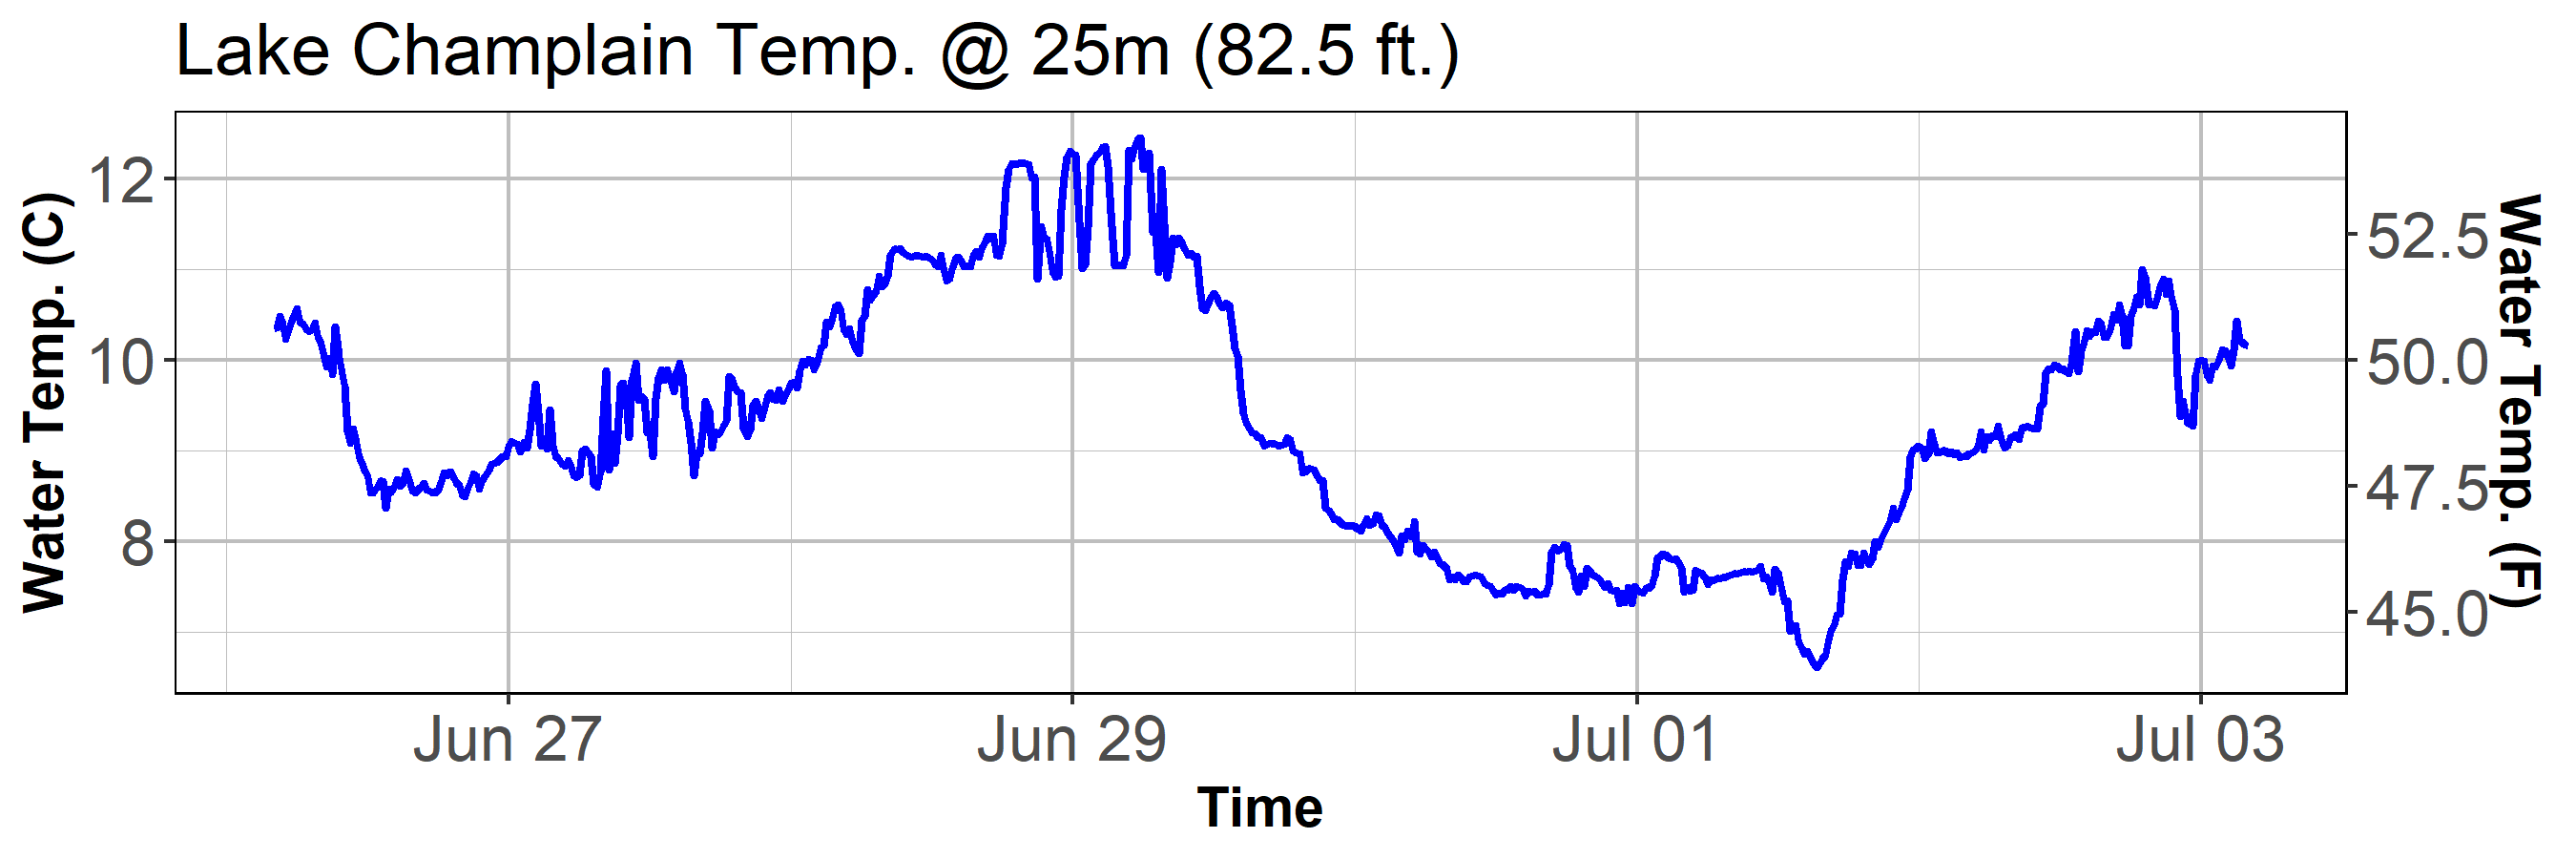 Lake Champlain Temp. @ 25m (82.5 ft.)
Water Temp. (C)
12
10
8
52.5
50.0
47.5
45.0
Water Temp. (F)
Jun 27 Jun 29 Jul 01 Jul 03
Time